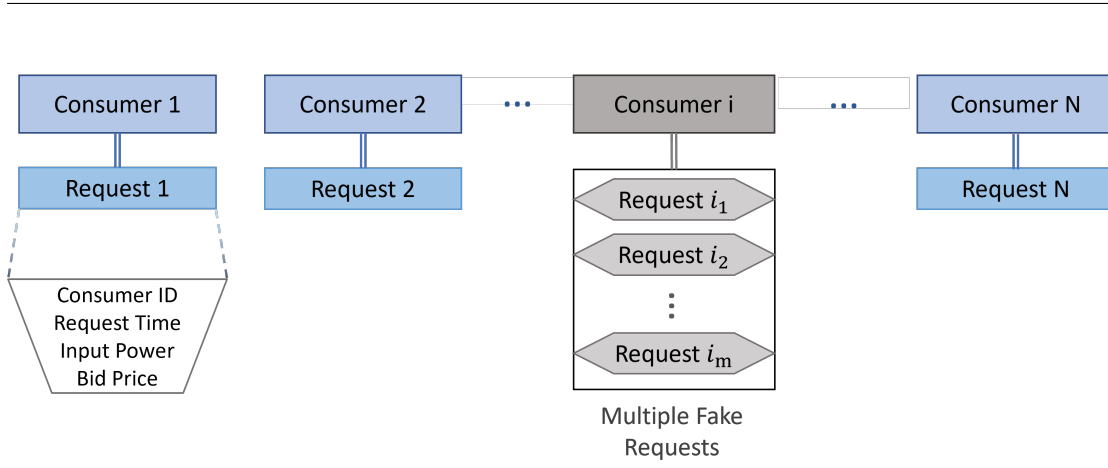 Consumer 1
Consumer 2
...
Consumer i
...
Consumer N
Request 1
Request 2
Request i₁
Request i₂
⋮
Request iₘ
Request N
Consumer ID
Request Time
Input Power
Bid Price
Multiple Fake
Requests